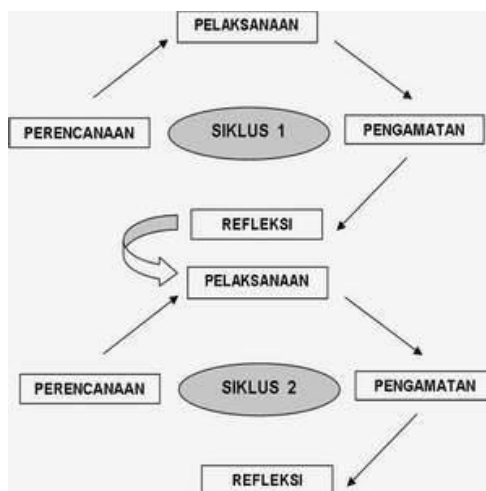 PELAKSANAAN
PERENCANAAN
SIKLUS 1
PENGAMATAN
REFLEKSI
PELAKSANAAN
PERENCANAAN
SIKLUS 2
PENGAMATAN
REFLEKSI